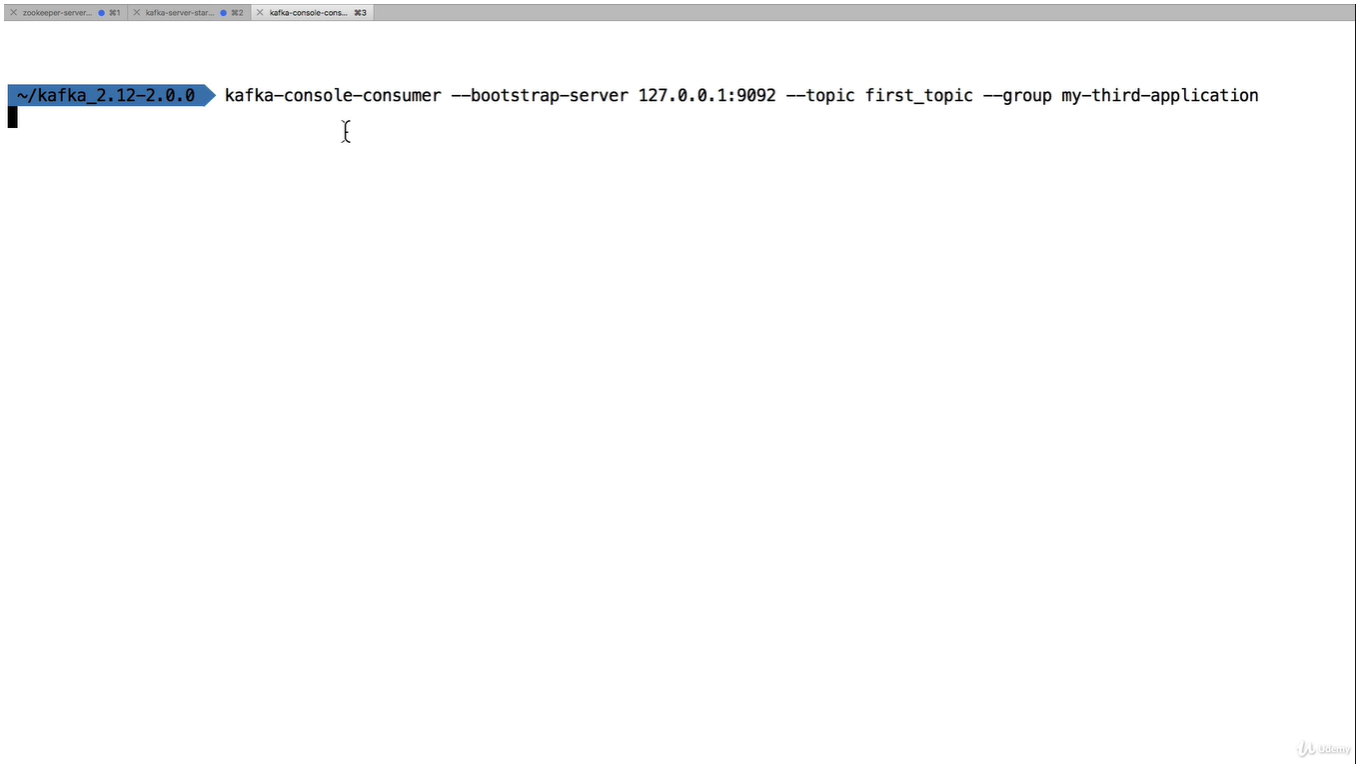 zookeeper-server... ⌘1 kafka-server-star... ⌘2 kafka-console-cons... ⌘3
~/kafka_2.12-2.0.0 kafka-console-consumer --bootstrap-server 127.0.0.1:9092 --topic first_topic --group my-third-application
Udemy